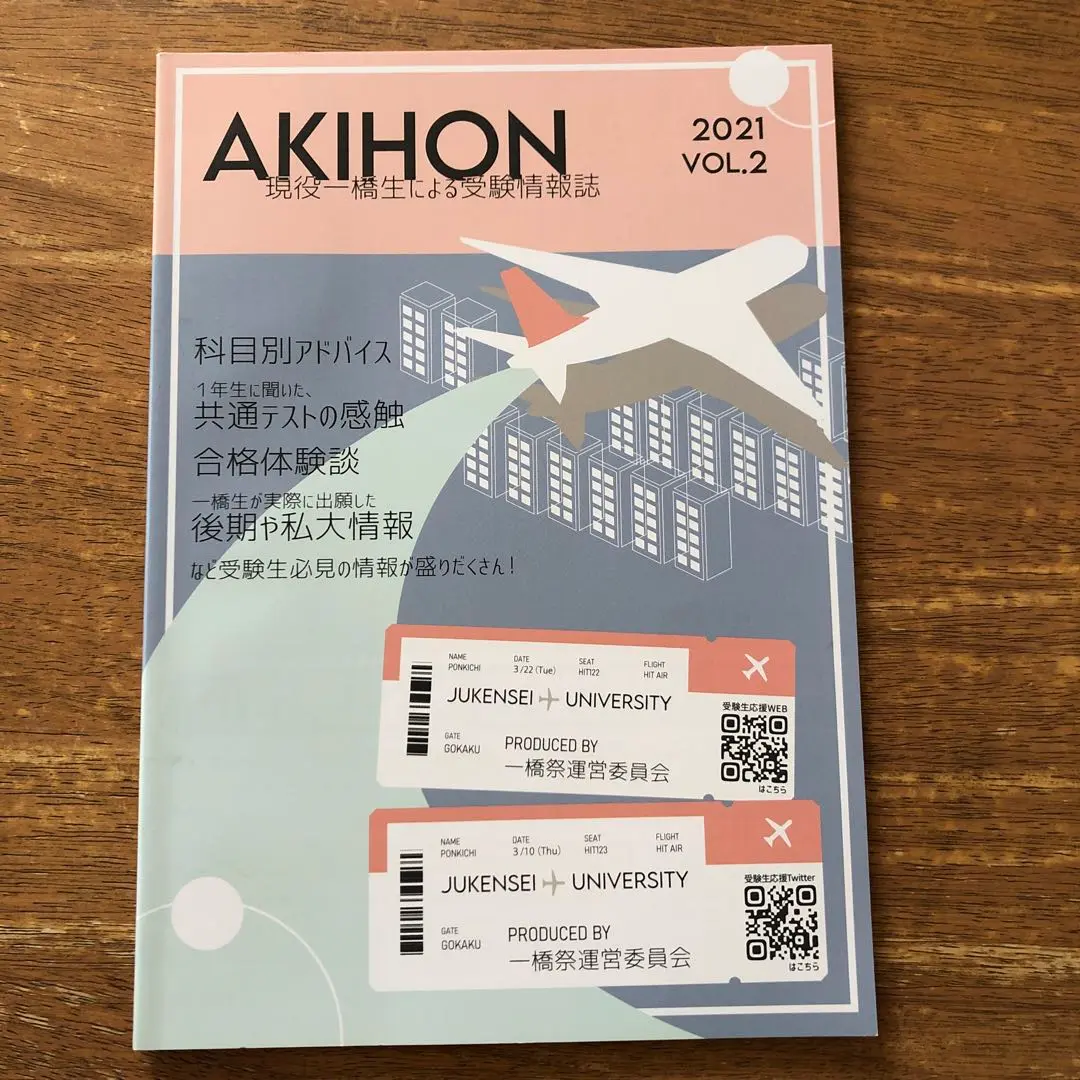 AKIHON
現役一橋生による受験情報誌
2021
VOL.2
科目別アドバイス
1年生に聞いた、
共通テストの感触
合格体験談
一橋生が実際に出願した
後期や私大情報
など受験生必見の情報が盛りだくさん!
NAME
PONKICHI
DATE
3/22 (Tue)
SEAT
HIT122
FLIGHT
HIT AIR
JUKENSEI UNIVERSITY
GATE
GOKAKU
PRODUCED BY
一橋祭運営委員会
受験生応援WEB
はこちら
NAME
PONKICHI
DATE
3/10 (Thu)
SEAT
HIT123
FLIGHT
HIT AIR
JUKENSEI UNIVERSITY
GATE
GOKAKU
PRODUCED BY
一橋祭運営委員会
受験生応援Twitter
はこちら